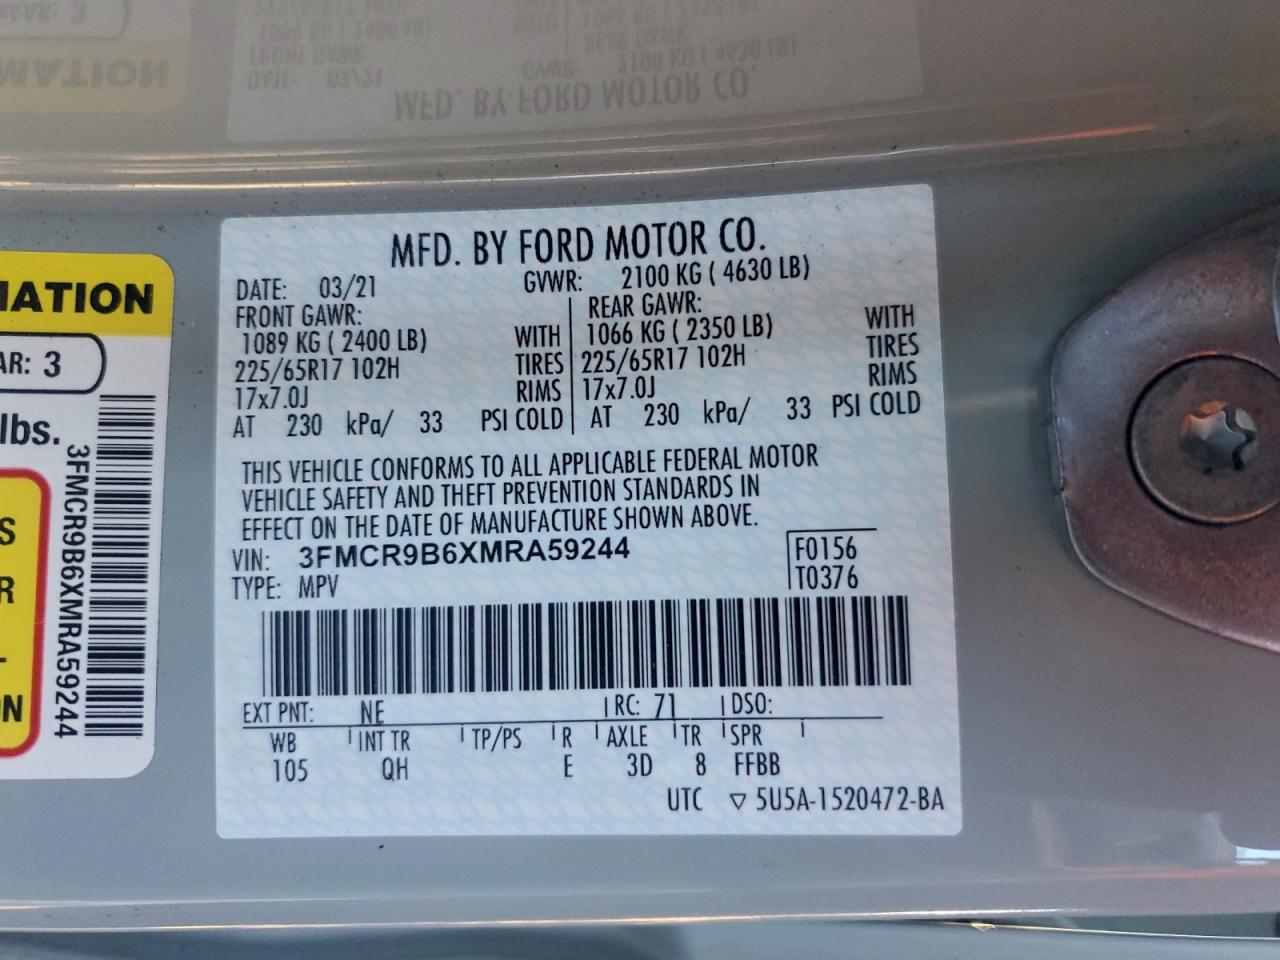 MFD. BY FORD MOTOR CO.
DATE: 03/21 GVWR: 2100 KG ( 4630 LB)
FRONT GAWR: REAR GAWR:
1089 KG ( 2400 LB) WITH 1066 KG ( 2350 LB) WITH
225/65R17 102H TIRES 225/65R17 102H TIRES
17x7.0J RIMS 17x7.0J RIMS
AT 230 kPa/ 33 PSI COLD AT 230 kPa/ 33 PSI COLD
THIS VEHICLE CONFORMS TO ALL APPLICABLE FEDERAL MOTOR
VEHICLE SAFETY AND THEFT PREVENTION STANDARDS IN
EFFECT ON THE DATE OF MANUFACTURE SHOWN ABOVE.
VIN: 3FMCR9B6XMRA59244 F0156
TYPE: MPV T0376
EXT PNT: NE RC: 71 DSO:
WB INT TR TP/PS R AXLE TR SPR
105 QH E 3D 8 FFBB
UTC ▽ 5U5A-1520472-BA
MATION
AR: 3
lbs.
3FMCR9B6XMRA59244
S
R
L
N